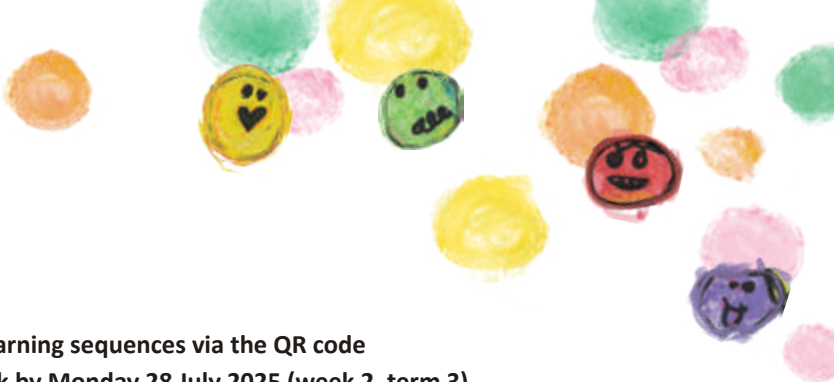 arning sequences via the QR code
k by Monday 28 July 2025 (week 2, term 3)